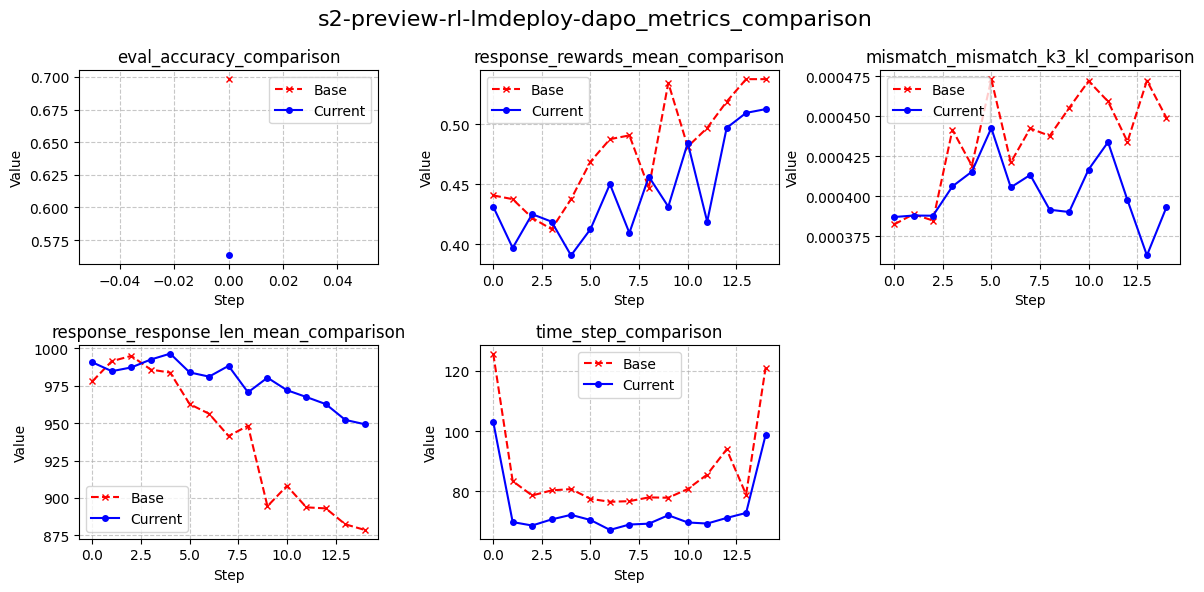 s2-preview-rl-lmdeploy-dapo_metrics_comparison
eval_accuracy_comparison
0.700
0.675
0.650
0.625
0.600
0.575
Value
Base
Current
−0.04
−0.02
0.00
0.02
0.04
Step
response_rewards_mean_comparison
0.50
0.45
0.40
Value
Base
Current
0.0
2.5
5.0
7.5
10.0
12.5
Step
mismatch_mismatch_k3_kl_comparison
0.000475
0.000450
0.000425
0.000400
0.000375
Value
Base
Current
0.0
2.5
5.0
7.5
10.0
12.5
Step
response_response_len_mean_comparison
1000
975
950
925
900
875
Value
Base
Current
0.0
2.5
5.0
7.5
10.0
12.5
Step
time_step_comparison
120
100
80
Value
Base
Current
0.0
2.5
5.0
7.5
10.0
12.5
Step